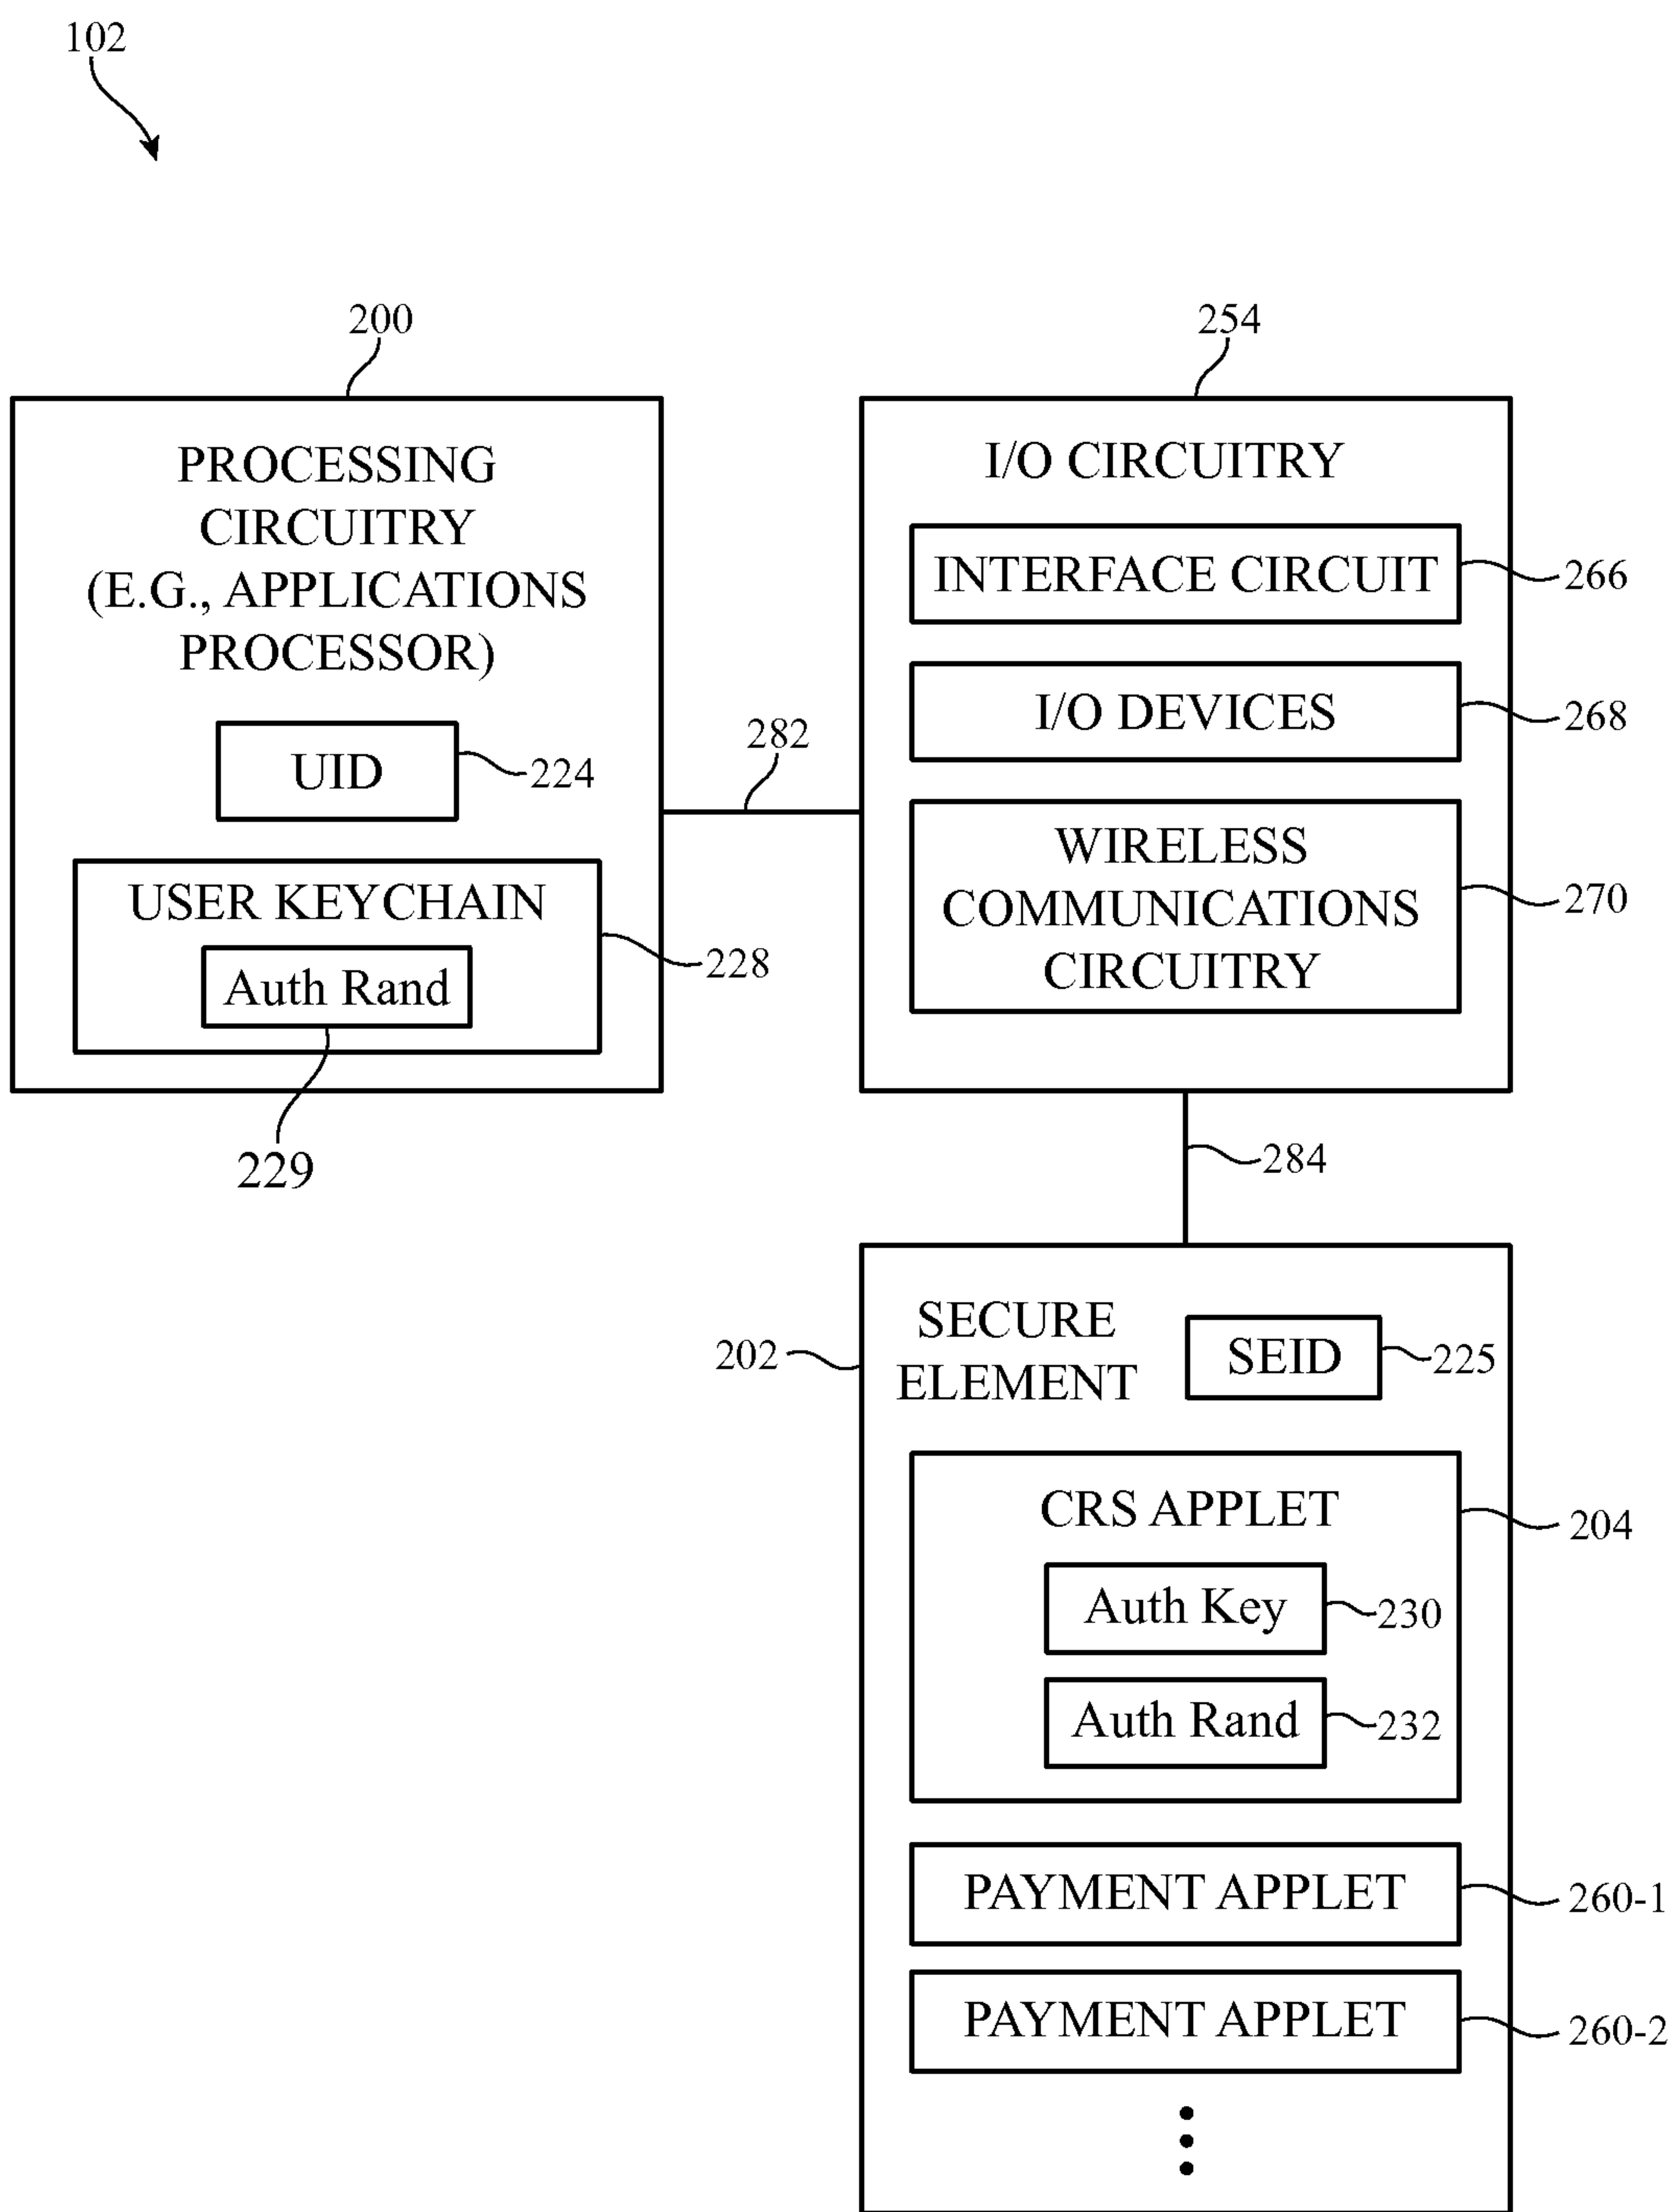 102
200
PROCESSING
CIRCUITRY
(E.G., APPLICATIONS
PROCESSOR)
UID
224
USER KEYCHAIN
Auth Rand
228
229
282
254
I/O CIRCUITRY
INTERFACE CIRCUIT
266
I/O DEVICES
268
WIRELESS
COMMUNICATIONS
CIRCUITRY
270
284
202
SECURE
ELEMENT
SEID
225
CRS APPLET
204
Auth Key
230
Auth Rand
232
PAYMENT APPLET
260-1
PAYMENT APPLET
260-2